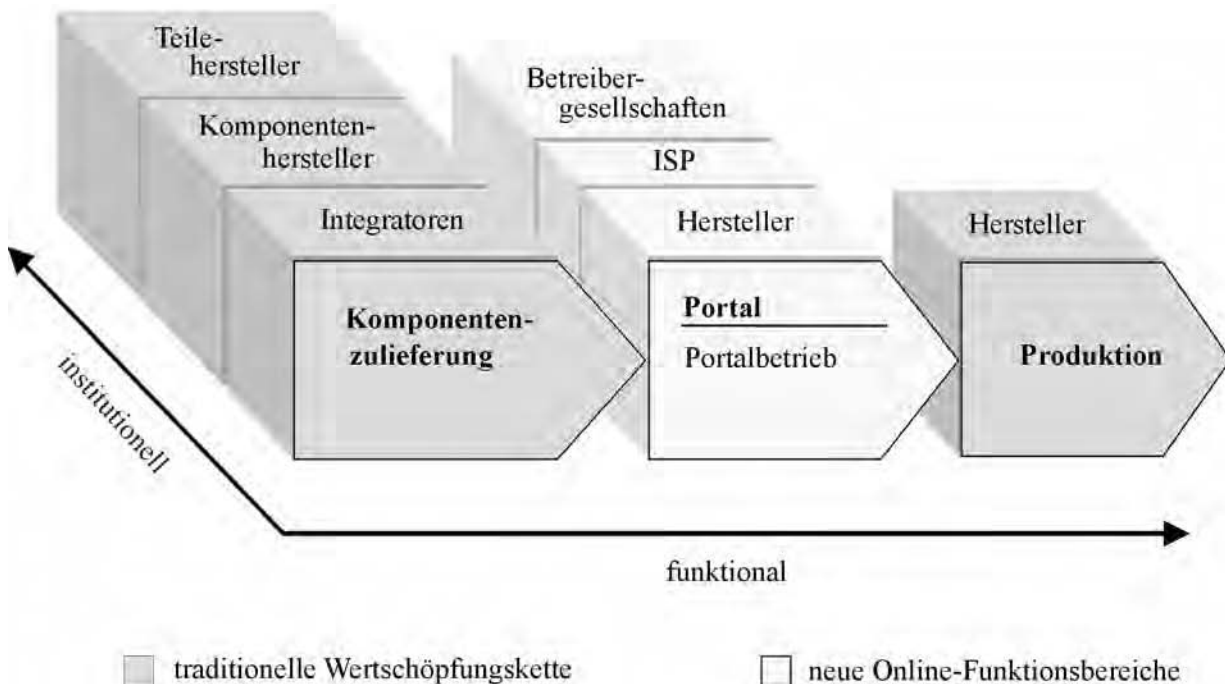 Teile-
hersteller
Komponenten-
hersteller
Integratoren
Komponenten-
zulieferung
Betreiber-
gesellschaften
ISP
Hersteller
Portal
Portalbetrieb
Hersteller
Produktion
institutionell
funktional
traditionelle Wertschöpfungskette
neue Online-Funktionsbereiche